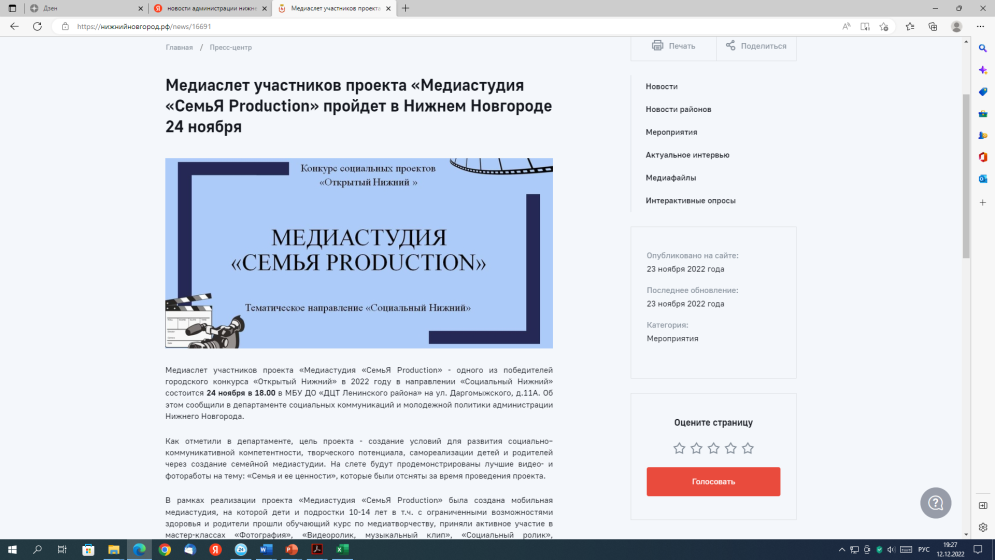 Дзен
новости администрации нижне
Медиаслет участников проекта
https://нижнийновгород.рф/news/16691
Главная / Пресс-центр
Печать
Поделиться
Медиаслет участников проекта «Медиастудия
«СемьЯ Production» пройдет в Нижнем Новгороде
24 ноября
Конкурс социальных проектов
«Открытый Нижний »
МЕДИАСТУДИЯ
«СЕМЬЯ PRODUCTION»
Тематическое направление «Социальный Нижний»
Медиаслет участников проекта «Медиастудия «СемьЯ Production» - одного из победителей
городского конкурса «Открытый Нижний» в 2022 году в направлении «Социальный Нижний»
состоится 24 ноября в 18.00 в МБУ ДО «ДЦТ Ленинского района» на ул. Даргомыжского, д.11А. Об
этом сообщили в департаменте социальных коммуникаций и молодежной политики администрации
Нижнего Новгорода.
Как отметили в департаменте, цель проекта - создание условий для развития социально-
коммуникативной компетентности, творческого потенциала, самореализации детей и родителей
через создание семейной медиастудии. На слете будут продемонстрированы лучшие видео- и
фотоработы на тему: «Семья и ее ценности», которые были отсняты за время проведения проекта.
В рамках реализации проекта «Медиастудия «СемьЯ Production» была создана мобильная
медиастудия, на которой дети и подростки 10-14 лет в т.ч. с ограниченными возможностями
здоровья и родители прошли обучающий курс по медиатворчеству, приняли активное участие в
мастер-классах «Фотография», «Видеоролик, музыкальный клип», «Социальный ролик»,
Новости
Новости районов
Мероприятия
Актуальное интервью
Медиафайлы
Интерактивные опросы
Опубликовано на сайте:
23 ноября 2022 года
Последнее обновление:
23 ноября 2022 года
Категория:
Мероприятия
Оцените страницу
Голосовать
РУС
19:27
12.12.2022